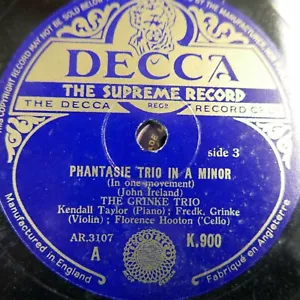 DECCA
THE SUPREME RECORD
THE DECCA REGD RECORD CO
side 3
PHANTASIE TRIO IN A MINOR
(In one movement)
(John Ireland)
THE GRINKE TRIO
Kendall Taylor (Piano) ; Fredk. Grinke
(Violin) ; Florence Hooton ('Cello)
AR.3107
A
K.900
Manufactured in England
Fabriqué en Angleterre